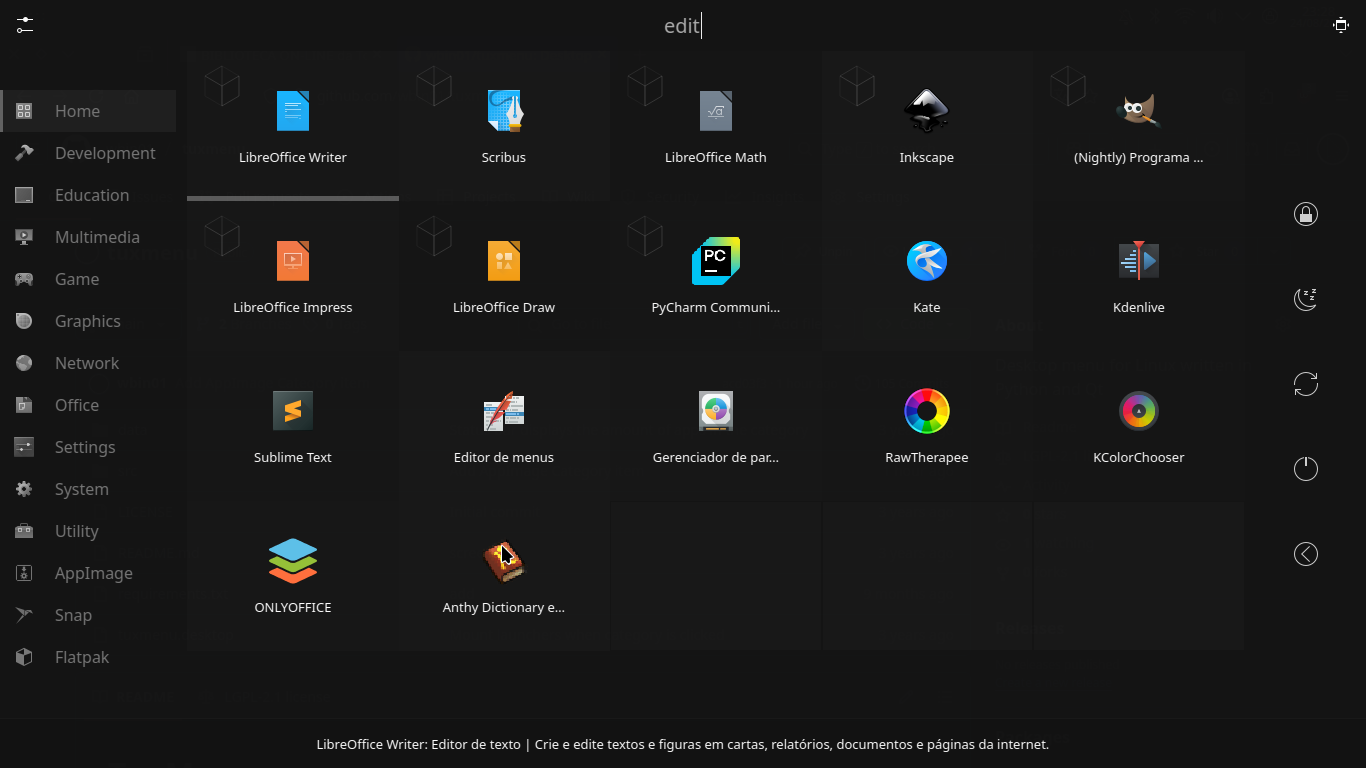 edit
Home
Development
Education
Multimedia
Game
Graphics
Network
Office
Settings
System
Utility
AppImage
Snap
Flatpak
LibreOffice Writer
Scribus
LibreOffice Math
Inkscape
(Nightly) Programa ...
LibreOffice Impress
LibreOffice Draw
PC
PyCharm Communi...
Kate
Kdenlive
Sublime Text
Editor de menus
Gerenciador de par...
RawTherapee
KColorChooser
ONLYOFFICE
Anthy Dictionary e...
LibreOffice Writer: Editor de texto | Crie e edite textos e figuras em cartas, relatórios, documentos e páginas da internet.